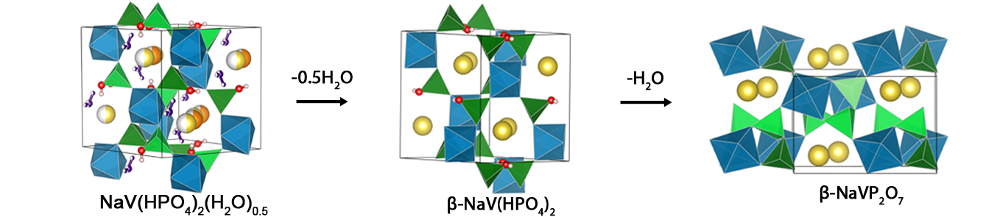 -0.5H₂O
-H₂O
NaV(HPO₄)₂(H₂O)₀.₅
β-NaV(HPO₄)₂
β-NaVP₂O₇